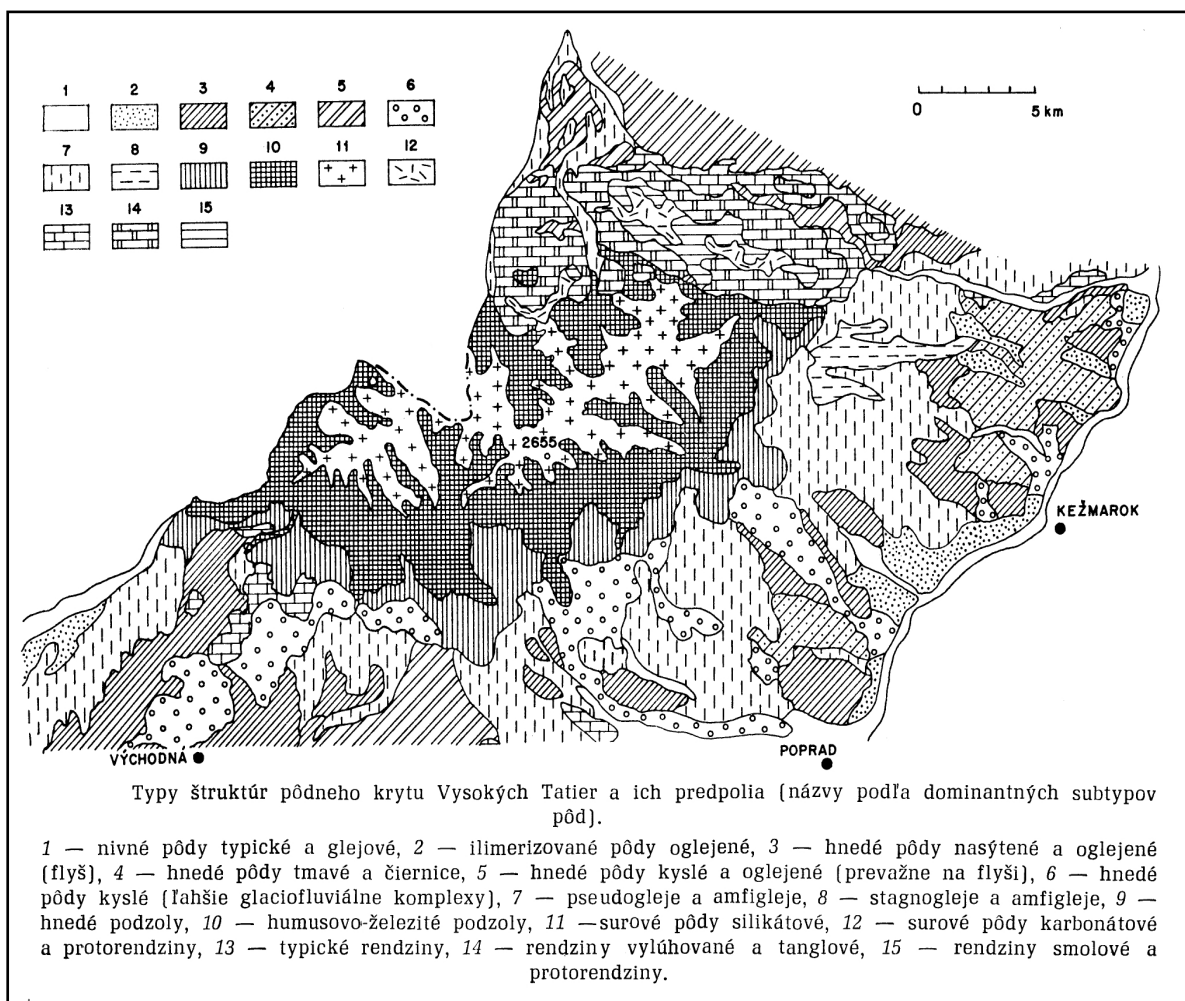 1 2 3 4 5 6
7 8 9 10 11 12
13 14 15
0 5 km
2655
KEŽMAROK
VÝCHODNÁ
POPRAD
Typy štruktúr pôdneho krytu Vysokých Tatier a ich predpolia (názvy podľa dominantných subtypov
pôd).
1 — nivné pôdy typické a glejové, 2 — ilimerizované pôdy oglejené, 3 — hnedé pôdy nasýtené a oglejené
(flyš), 4 — hnedé pôdy tmavé a čiernice, 5 — hnedé pôdy kyslé a oglejené (prevažne na flyši), 6 — hnedé
pôdy kyslé (ľahšie glaciofluviálne komplexy), 7 — pseudogleje a amfigleje, 8 — stagnogleje a amfigleje, 9 —
hnedé podzoly, 10 — humusovo-železité podzoly, 11 —surové pôdy silikátové, 12 — surové pôdy karbonátové
a protorendziny, 13 — typické rendziny, 14 — rendziny vylúhované a tanglové, 15 — rendziny smolové a
protorendziny.